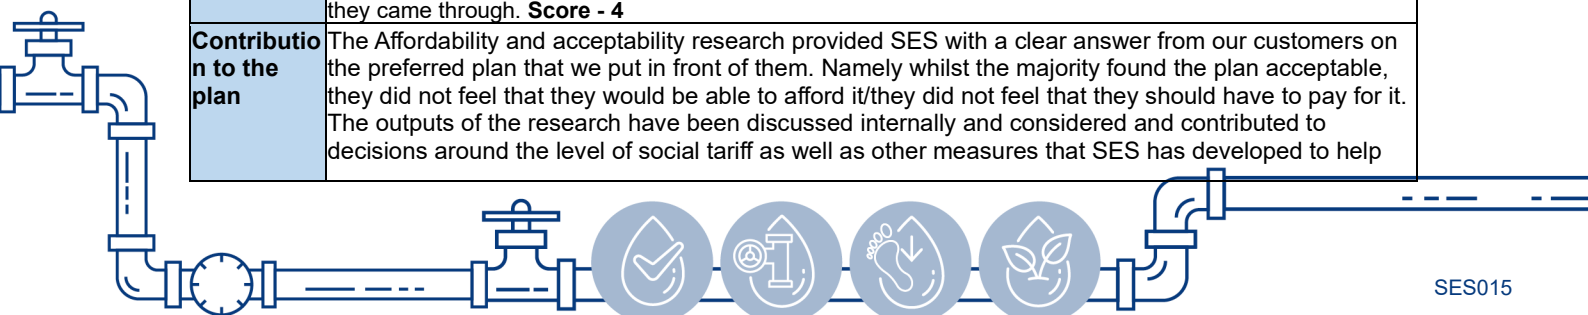 they came through. Score - 4
Contributio
n to the
plan
The Affordability and acceptability research provided SES with a clear answer from our customers on
the preferred plan that we put in front of them. Namely whilst the majority found the plan acceptable,
they did not feel that they would be able to afford it/they did not feel that they should have to pay for it.
The outputs of the research have been discussed internally and considered and contributed to
decisions around the level of social tariff as well as other measures that SES has developed to help
SES015